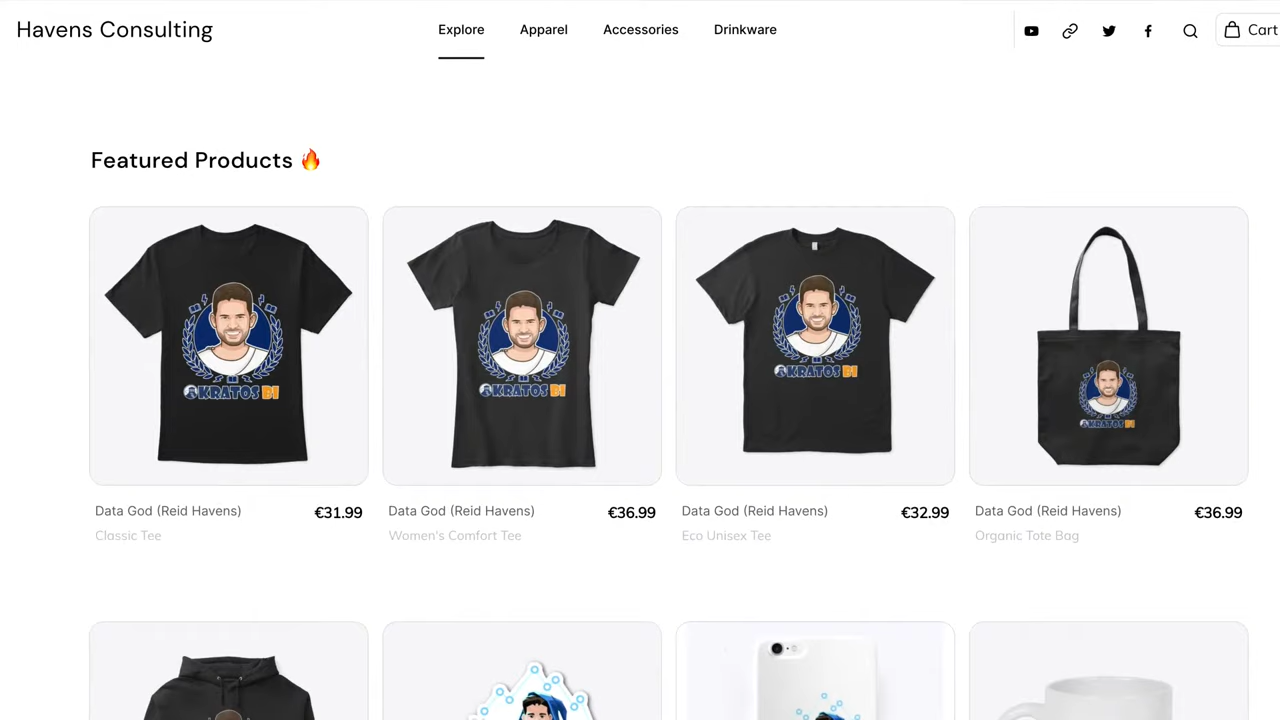 Havens Consulting
Explore
Apparel
Accessories
Drinkware
Cart
Featured Products 🔥
KRATOS BI
KRATOS BI
KRATOS BI
KRATOS BI
Data God (Reid Havens) €31.99
Classic Tee
Data God (Reid Havens) €36.99
Women's Comfort Tee
Data God (Reid Havens) €32.99
Eco Unisex Tee
Data God (Reid Havens) €36.99
Organic Tote Bag